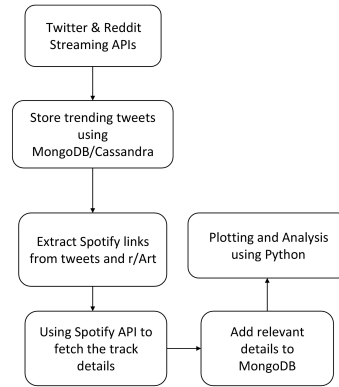 Twitter & Reddit
Streaming APIs
Store trending tweets
using
MongoDB/Cassandra
Extract Spotify links
from tweets and r/Art
Using Spotify API to
fetch the track
details
Add relevant
details to
MongoDB
Plotting and Analysis
using Python